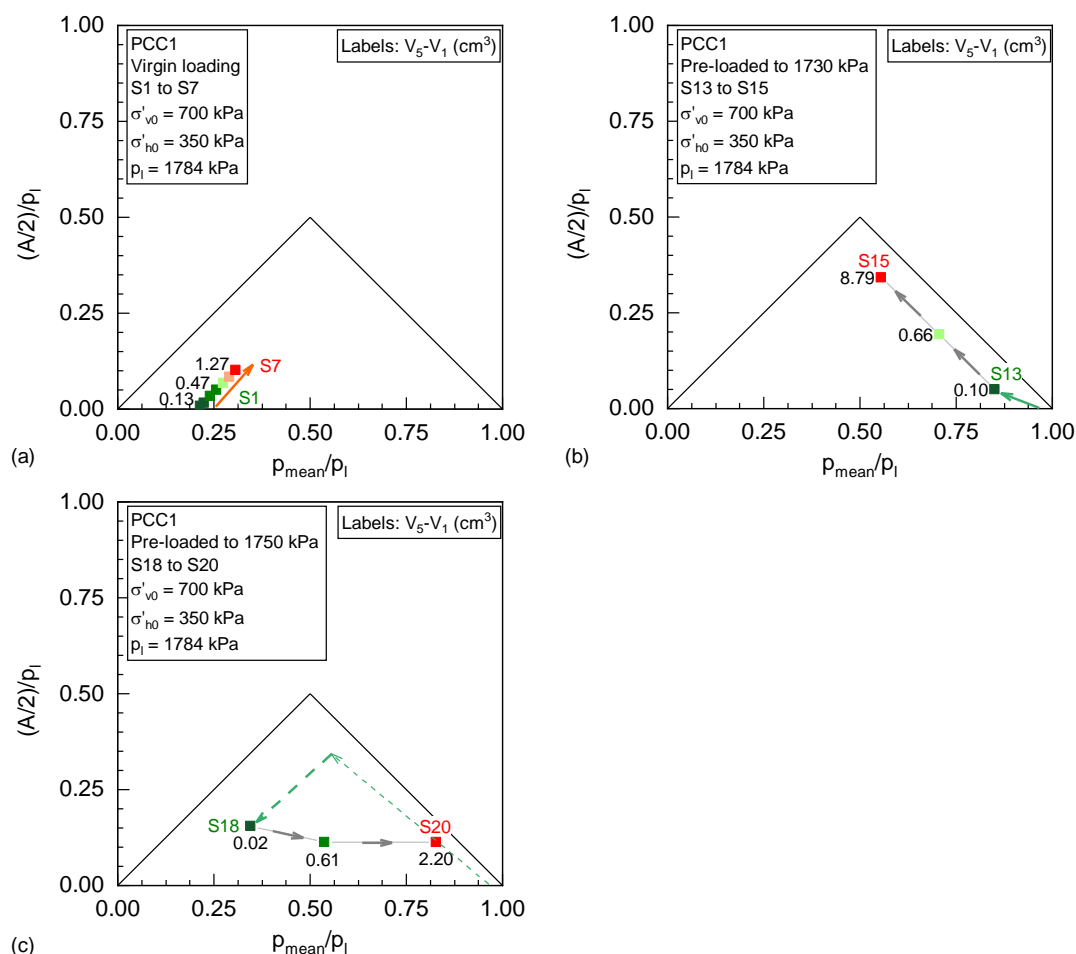 1.00
0.75
0.50
0.25
0.00
(A/2)/pₗ
PCC1
Virgin loading
S1 to S7
σ'ᵥ₀ = 700 kPa
σ'ₕ₀ = 350 kPa
pₗ = 1784 kPa
Labels: V₅-V₁ (cm³)
1.27
0.47
0.13
S7
S1
0.00 0.25 0.50 0.75 1.00
p_mean/pₗ
(a)
1.00
0.75
0.50
0.25
0.00
(A/2)/pₗ
PCC1
Pre-loaded to 1730 kPa
S13 to S15
σ'ᵥ₀ = 700 kPa
σ'ₕ₀ = 350 kPa
pₗ = 1784 kPa
Labels: V₅-V₁ (cm³)
S15
8.79
0.66
S13
0.10
0.00 0.25 0.50 0.75 1.00
p_mean/pₗ
(b)
1.00
0.75
0.50
0.25
0.00
(A/2)/pₗ
PCC1
Pre-loaded to 1750 kPa
S18 to S20
σ'ᵥ₀ = 700 kPa
σ'ₕ₀ = 350 kPa
pₗ = 1784 kPa
Labels: V₅-V₁ (cm³)
S18
0.02
0.61
S20
2.20
0.00 0.25 0.50 0.75 1.00
p_mean/pₗ
(c)